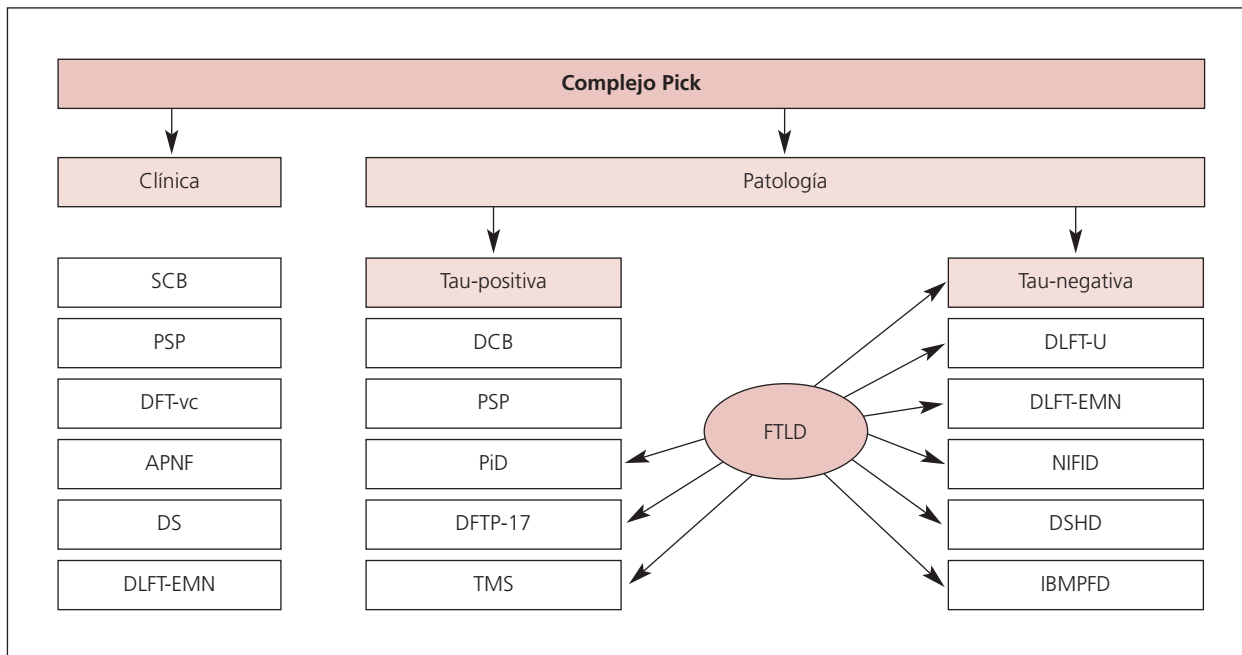 Complejo Pick
Clínica
Patología
SCB
PSP
DFT-vc
APNF
DS
DLFT-EMN
Tau-positiva
DCB
PSP
PiD
DFTP-17
TMS
FTLD
Tau-negativa
DLFT-U
DLFT-EMN
NIFID
DSHD
IBMPFD